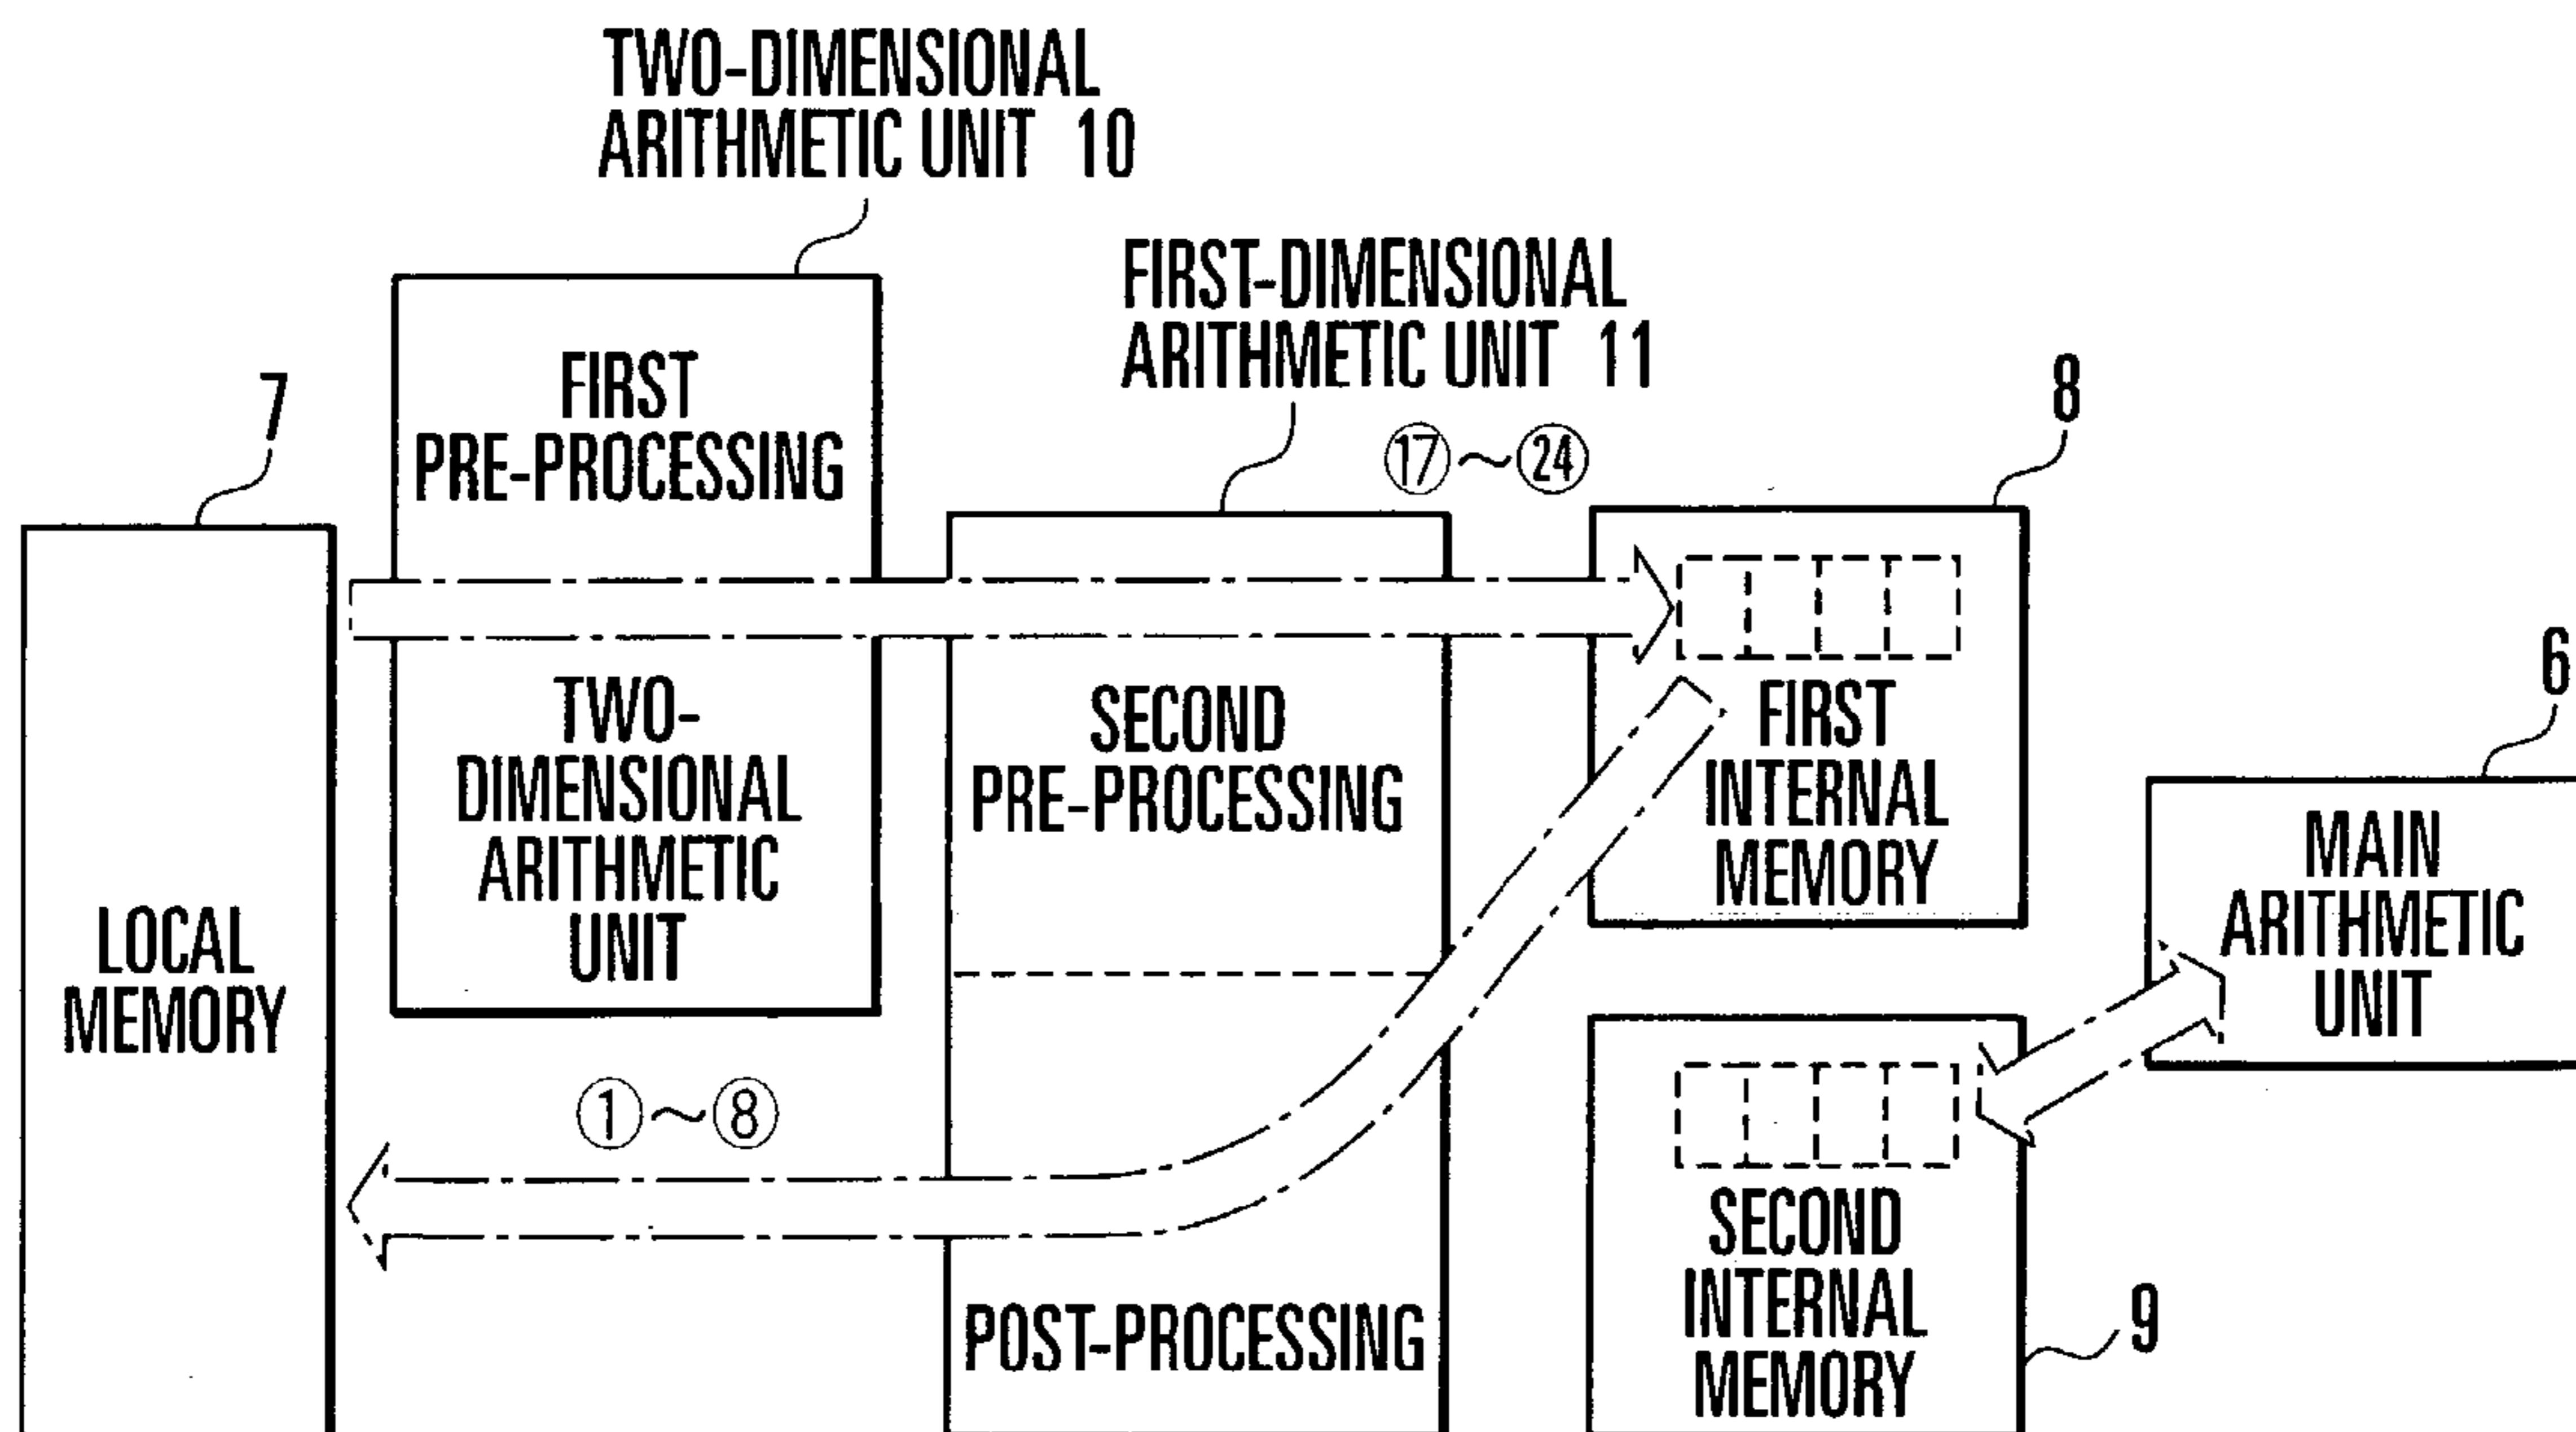 TWO-DIMENSIONAL
ARITHMETIC UNIT 10
FIRST-DIMENSIONAL
ARITHMETIC UNIT 11
7
FIRST
PRE-PROCESSING
⑰~㉔
8
TWO-
DIMENSIONAL
ARITHMETIC
UNIT
SECOND
PRE-PROCESSING
FIRST
INTERNAL
MEMORY
6
MAIN
ARITHMETIC
UNIT
LOCAL
MEMORY
①~⑧
SECOND
INTERNAL
MEMORY
9
POST-PROCESSING